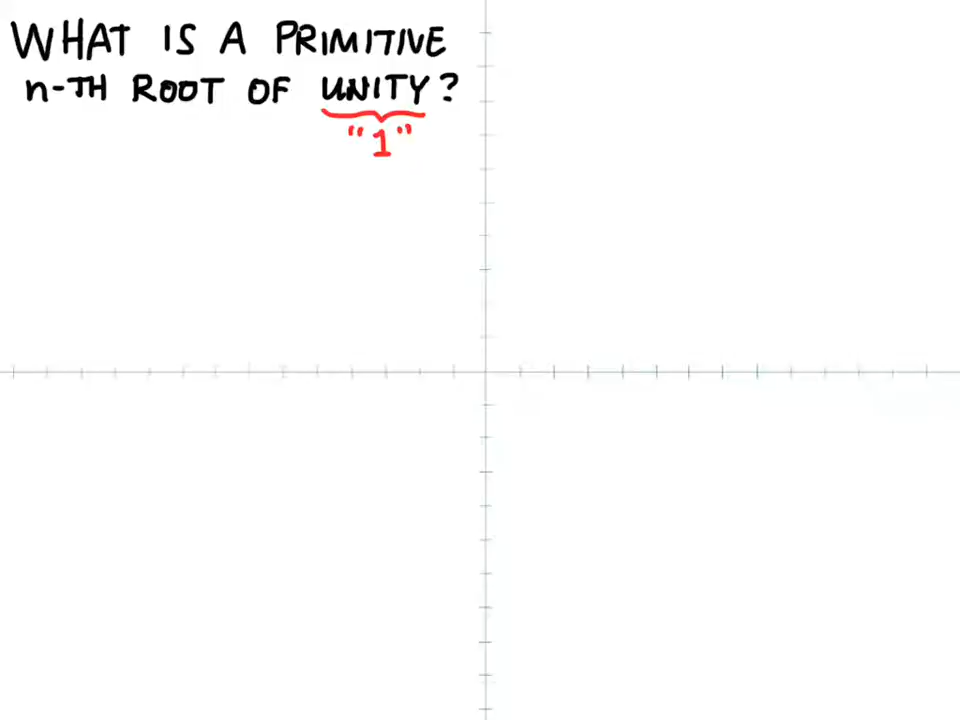 WHAT IS A PRIMITIVE
n-TH ROOT OF UNITY?
"1"